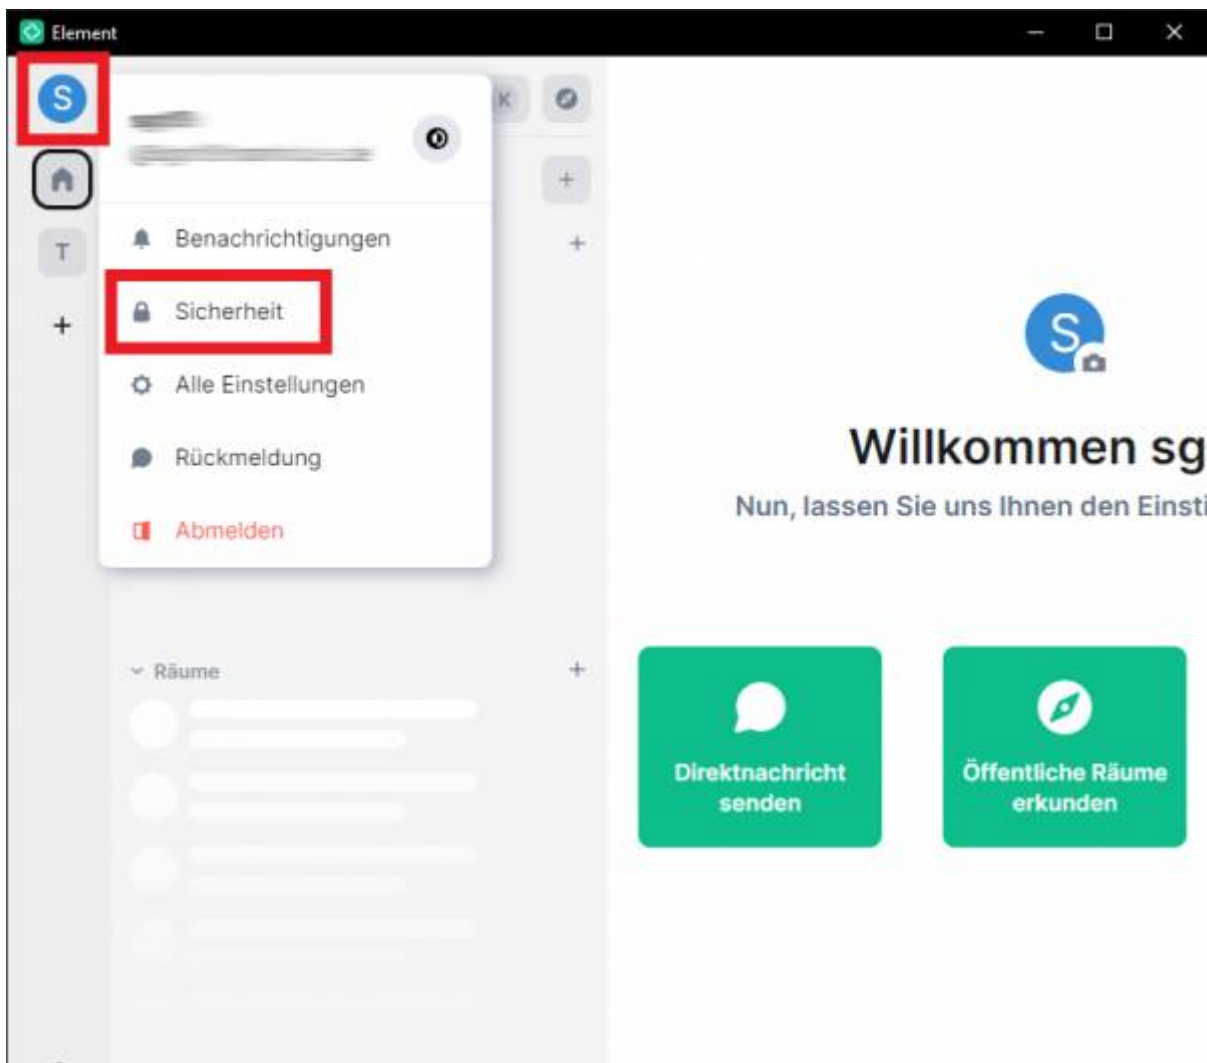 Element
S
K
T
Benachrichtigungen
Sicherheit
Alle Einstellungen
Rückmeldung
Abmelden
Räume
S
Willkommen sg
Nun, lassen Sie uns Ihnen den Einsti
Direktnachricht
senden
Öffentliche Räume
erkunden